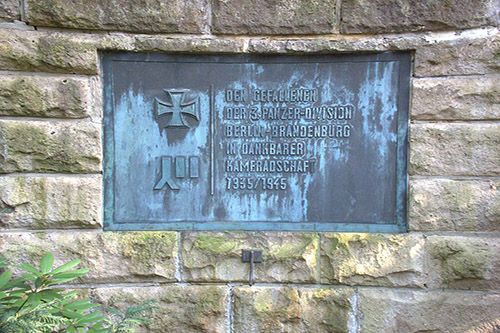 DEN GEFALLENEN
DER 3. PANZER-DIVISION
BERLIN-BRANDENBURG
IN DANKBARER
KAMERADSCHAFT
1935/1945